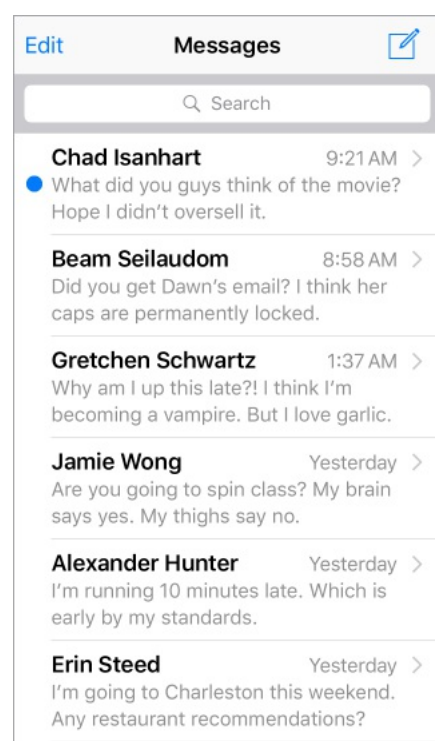 Edit Messages
Search
Chad Isanhart 9:21 AM
What did you guys think of the movie?
Hope I didn’t oversell it.
Beam Seilaudom 8:58 AM
Did you get Dawn’s email? I think her
caps are permanently locked.
Gretchen Schwartz 1:37 AM
Why am I up this late?! I think I’m
becoming a vampire. But I love garlic.
Jamie Wong Yesterday
Are you going to spin class? My brain
says yes. My thighs say no.
Alexander Hunter Yesterday
I’m running 10 minutes late. Which is
early by my standards.
Erin Steed Yesterday
I’m going to Charleston this weekend.
Any restaurant recommendations?